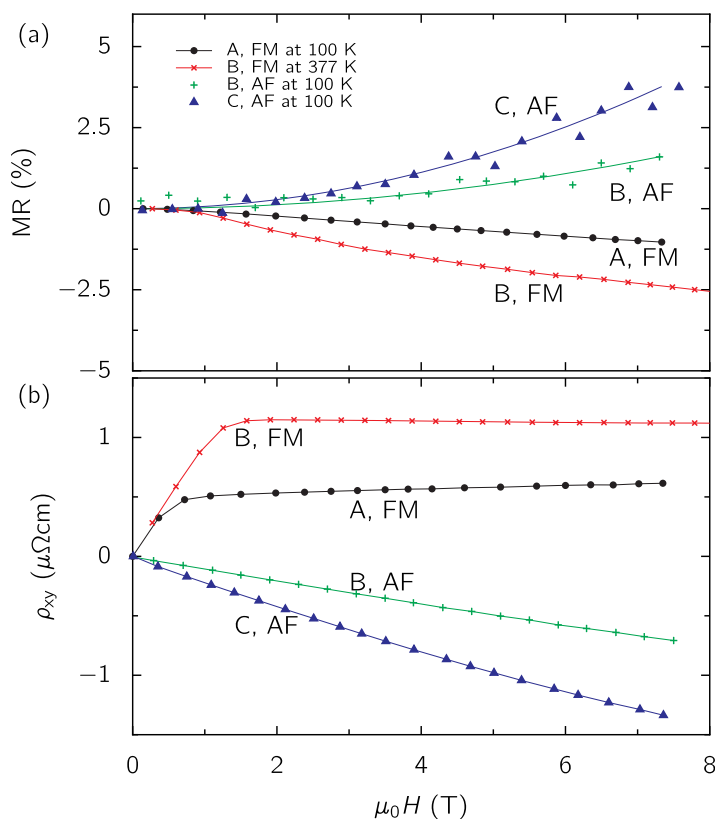 (a)
5
2.5
0
−2.5
−5
MR (%)
A, FM at 100 K
B, FM at 377 K
B, AF at 100 K
C, AF at 100 K
C, AF
B, AF
A, FM
B, FM
(b)
1
0
−1
ρxy (μΩcm)
B, FM
A, FM
B, AF
C, AF
0 2 4 6 8
μ0H (T)